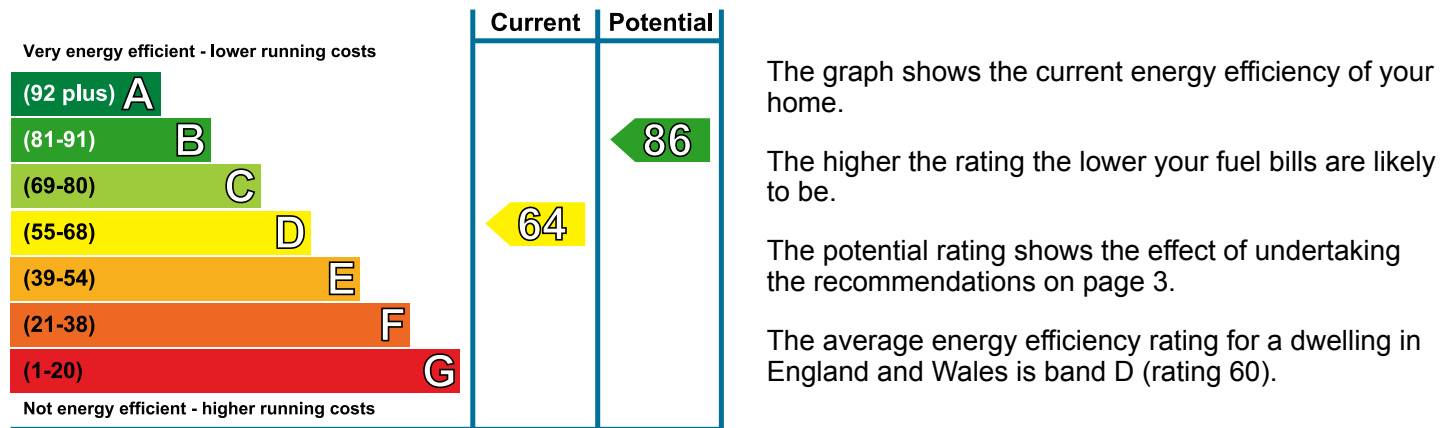 Current Potential
Very energy efficient - lower running costs
(92 plus) A
(81-91) B
86
(69-80) C
(55-68) D
64
(39-54) E
(21-38) F
(1-20) G
Not energy efficient - higher running costs
The graph shows the current energy efficiency of your
home.
The higher the rating the lower your fuel bills are likely
to be.
The potential rating shows the effect of undertaking
the recommendations on page 3.
The average energy efficiency rating for a dwelling in
England and Wales is band D (rating 60).